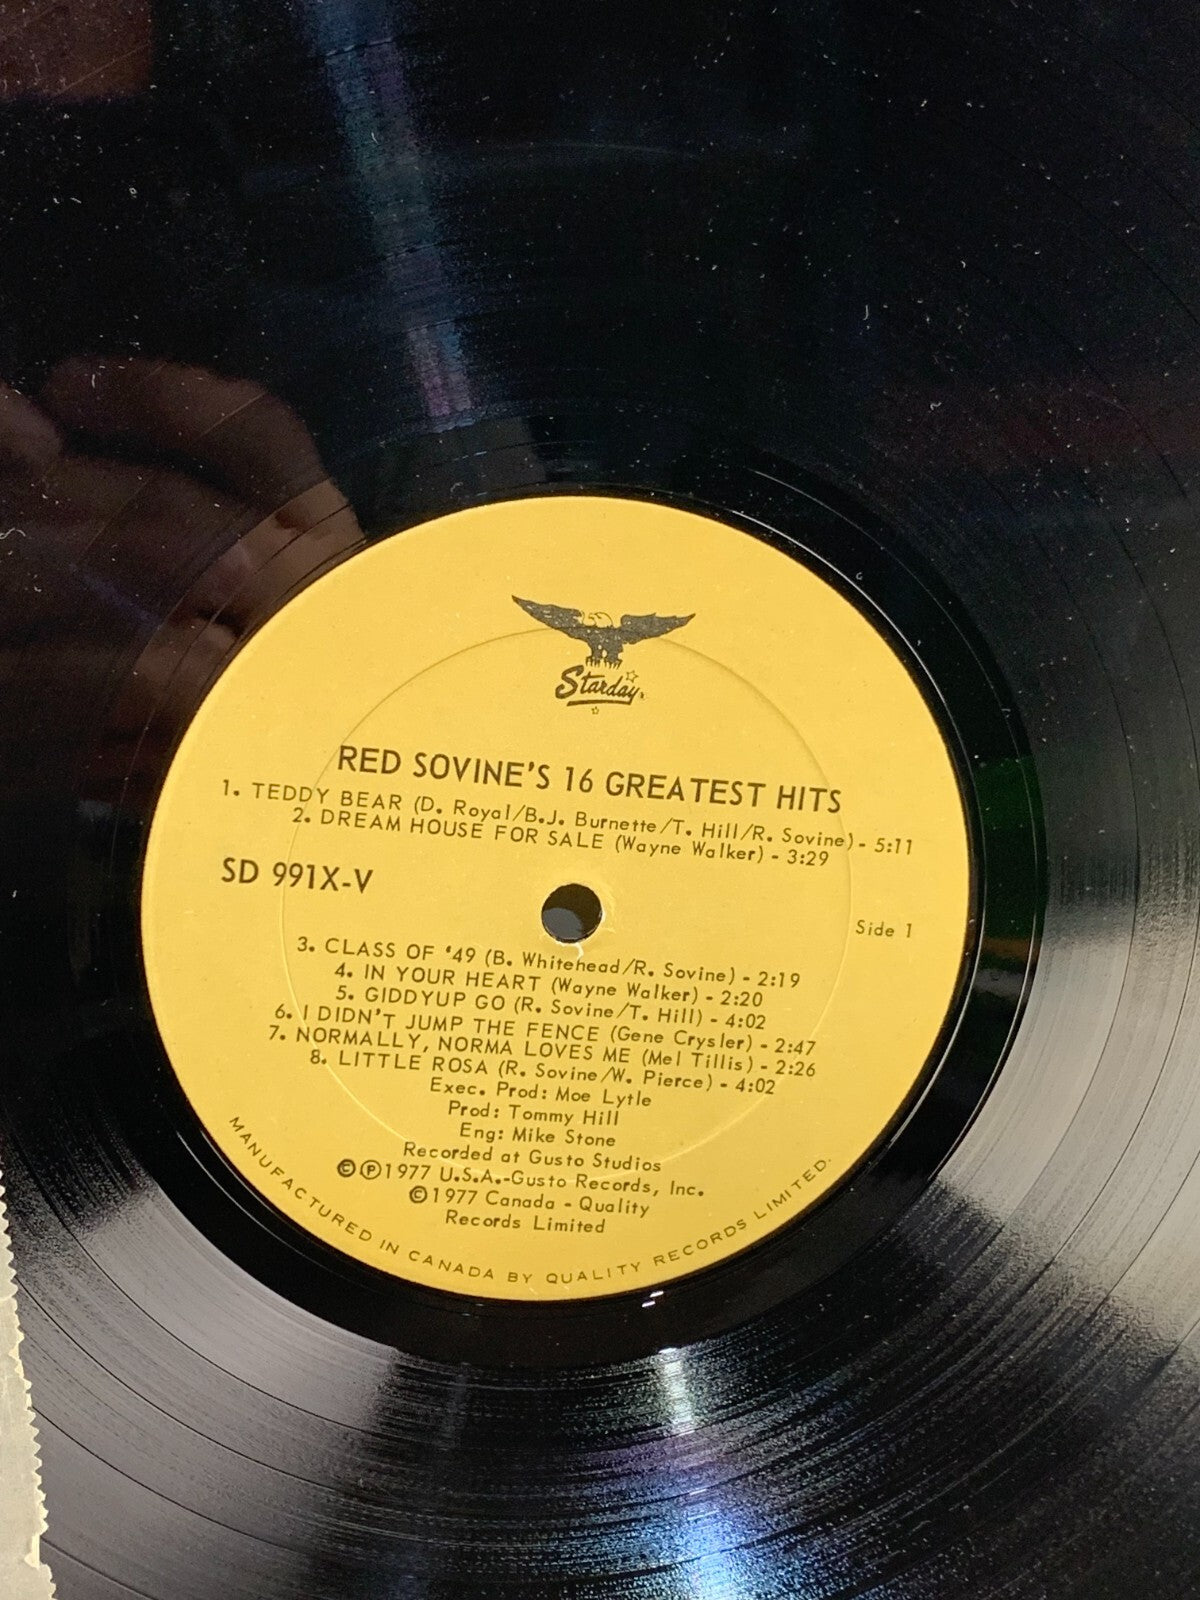 Starday
RED SOVINE'S 16 GREATEST HITS
1. TEDDY BEAR (D. Royal/B.J. Burnette/T. Hill/R. Sovine) - 5:11
2. DREAM HOUSE FOR SALE (Wayne Walker) - 3:29
SD 991X-V
Side 1
3. CLASS OF '49 (B. Whitehead/R. Sovine) - 2:19
4. IN YOUR HEART (Wayne Walker) - 2:20
5. GIDDYUP GO (R. Sovine/T. Hill) - 4:02
6. I DIDN'T JUMP THE FENCE (Gene Crysler) - 2:47
7. NORMALLY, NORMA LOVES ME (Mel Tillis) - 2:26
8. LITTLE ROSA (R. Sovine/W. Pierce) - 4:02
Exec. Prod: Moe Lytle
Prod: Tommy Hill
Eng: Mike Stone
Recorded at Gusto Studios
©℗1977 U.S.A.-Gusto Records, Inc.
©1977 Canada - Quality
Records Limited
MANUFACTURED IN CANADA BY QUALITY RECORDS LIMITED.